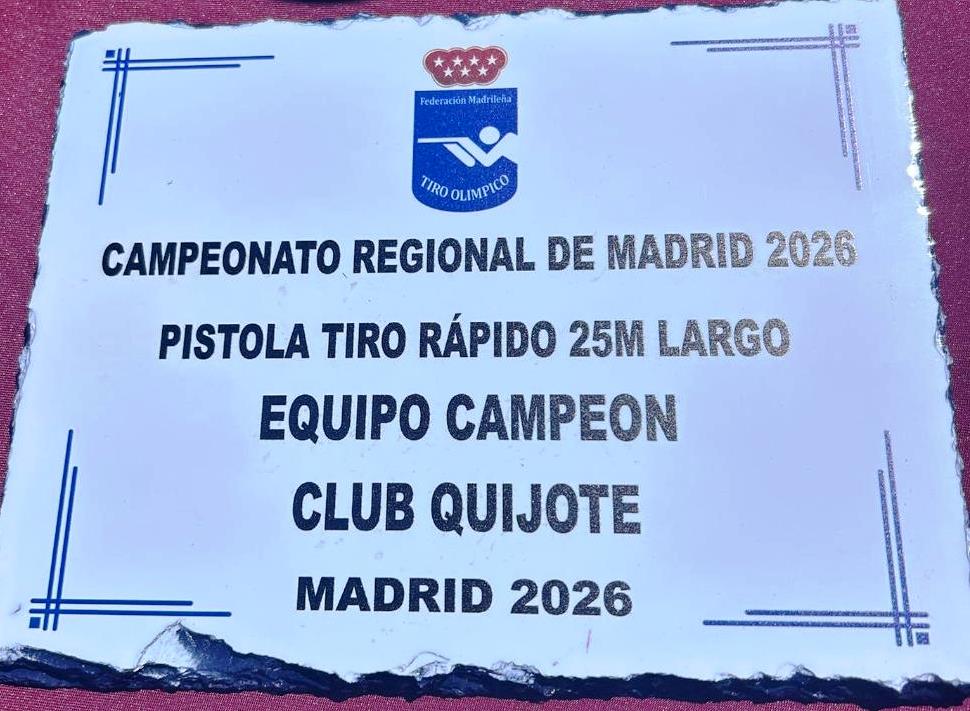 Federación Madrileña
TIRO OLIMPICO
CAMPEONATO REGIONAL DE MADRID 2026
PISTOLA TIRO RÁPIDO 25M LARGO
EQUIPO CAMPEON
CLUB QUIJOTE
MADRID 2026